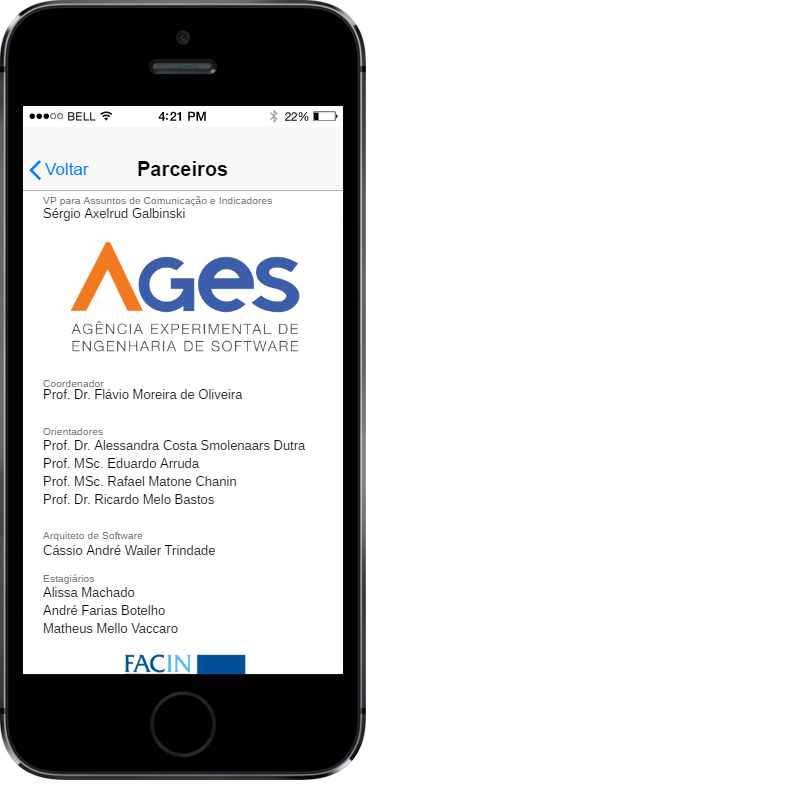 BELL 4:21 PM 22%
Voltar Parceiros
VP para Assuntos de Comunicação e Indicadores
Sérgio Axelrud Galbinski
AGes
AGÊNCIA EXPERIMENTAL DE
ENGENHARIA DE SOFTWARE
Coordenador
Prof. Dr. Flávio Moreira de Oliveira
Orientadores
Prof. Dr. Alessandra Costa Smolenaars Dutra
Prof. MSc. Eduardo Arruda
Prof. MSc. Rafael Matone Chanin
Prof. Dr. Ricardo Melo Bastos
Arquiteto de Software
Cássio André Wailer Trindade
Estagiários
Alissa Machado
André Farias Botelho
Matheus Mello Vaccaro
FACIN